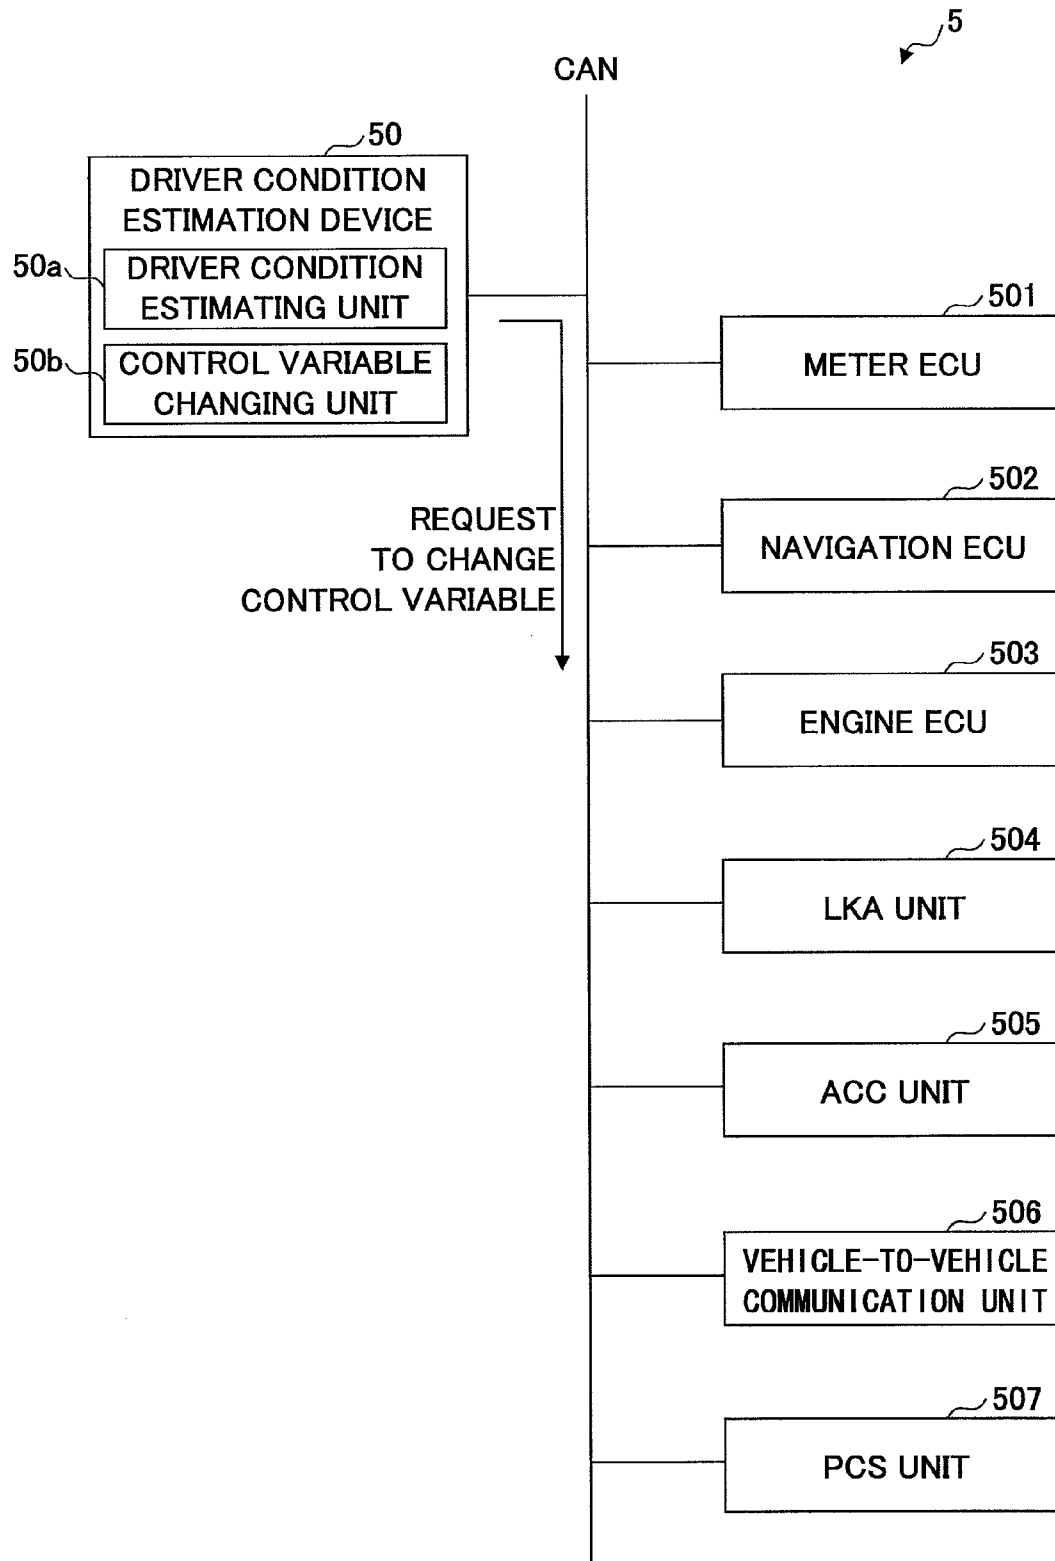 5
CAN
50
DRIVER CONDITION
ESTIMATION DEVICE
50a
DRIVER CONDITION
ESTIMATING UNIT
50b
CONTROL VARIABLE
CHANGING UNIT
REQUEST
TO CHANGE
CONTROL VARIABLE
501
METER ECU
502
NAVIGATION ECU
503
ENGINE ECU
504
LKA UNIT
505
ACC UNIT
506
VEHICLE-TO-VEHICLE
COMMUNICATION UNIT
507
PCS UNIT